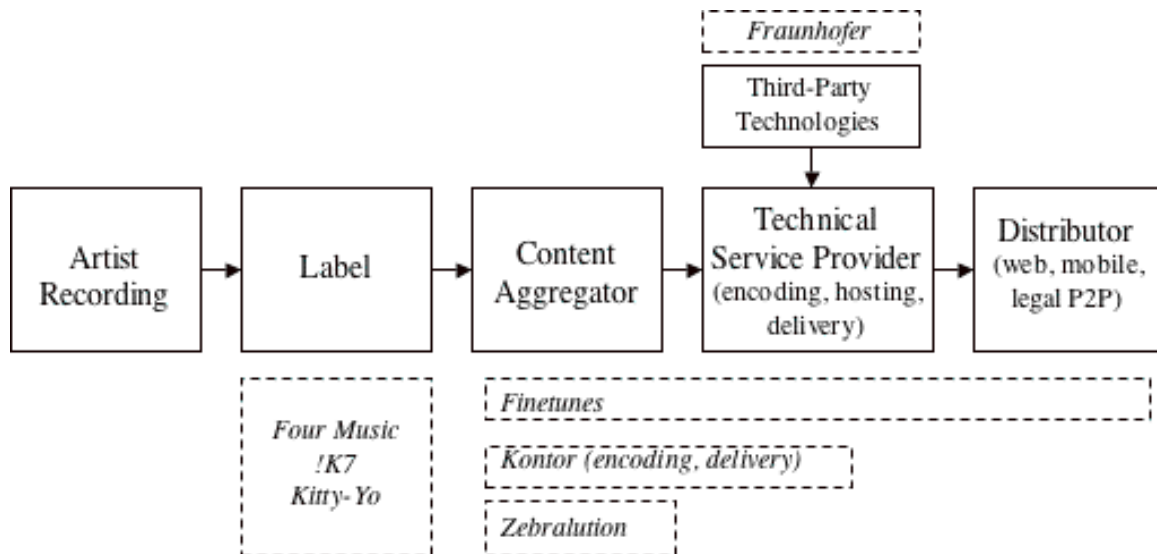 Fraunhofer
Third-Party
Technologies
Artist
Recording
Label
Content
Aggregator
Technical
Service Provider
(encoding, hosting,
delivery)
Distributor
(web, mobile,
legal P2P)
Four Music
!K7
Kitty-Yo
Finetunes
Kontor (encoding, delivery)
Zebralution